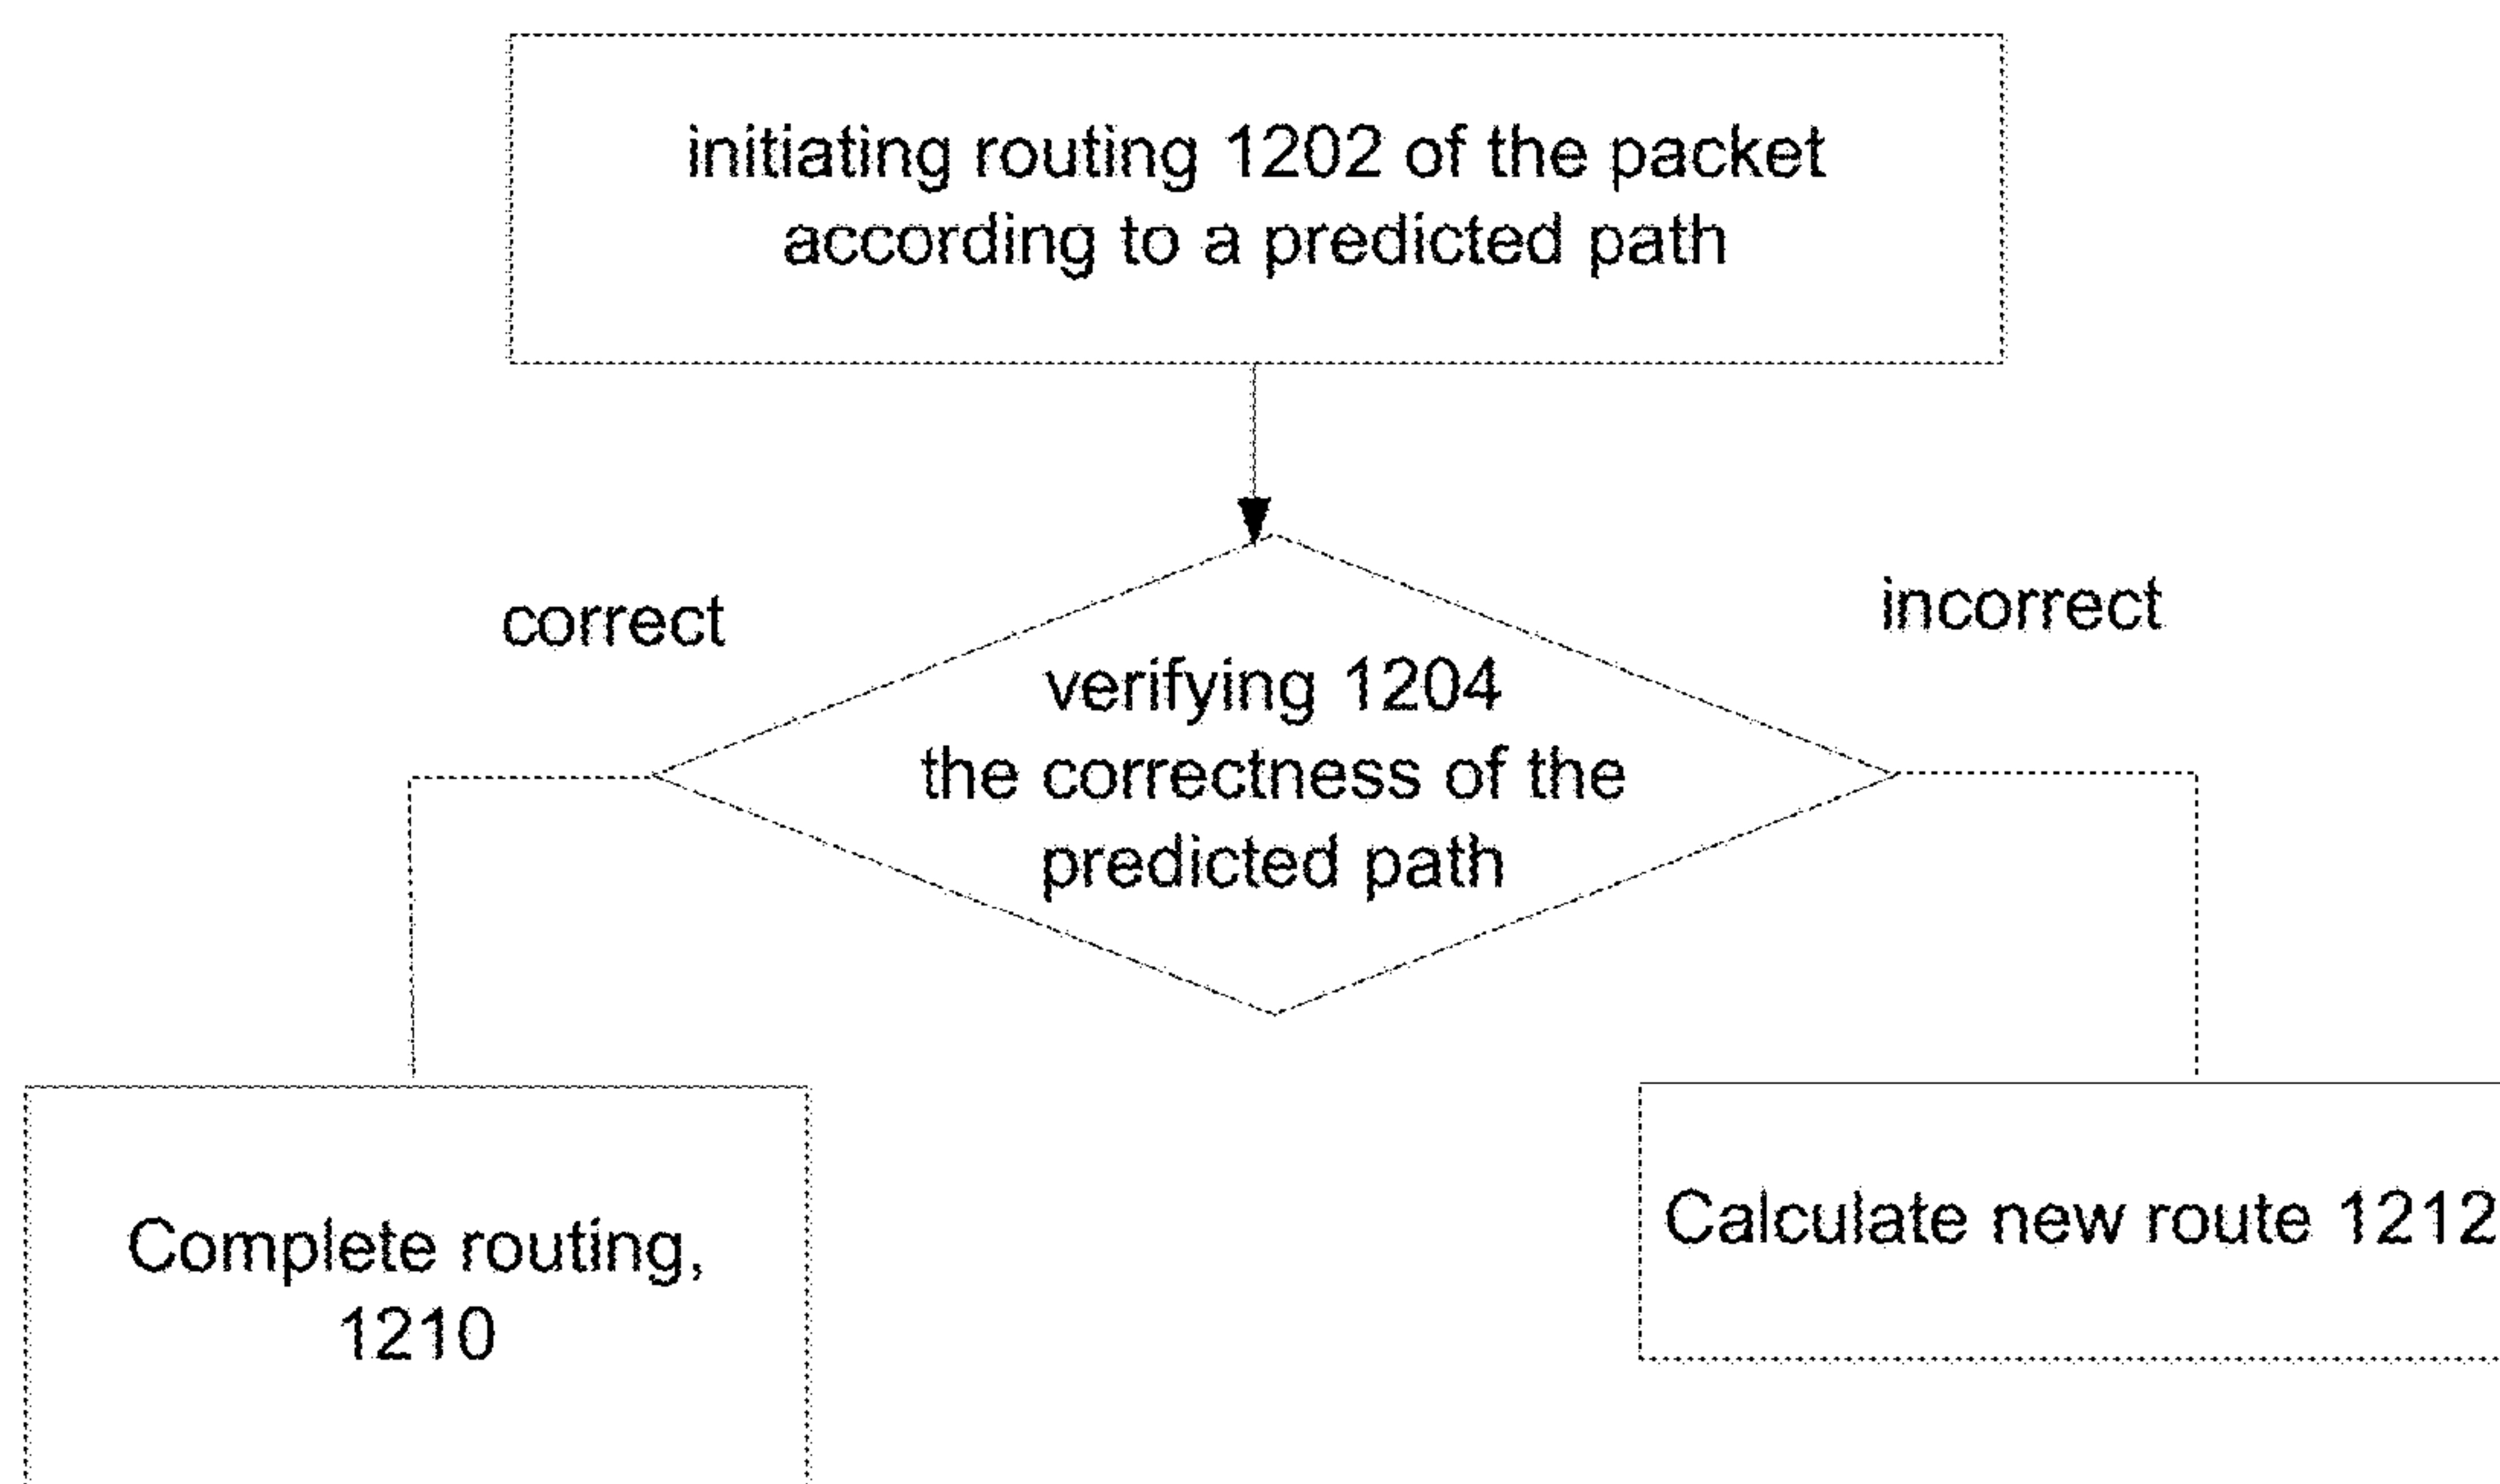 initiating routing 1202 of the packet
according to a predicted path
correct
incorrect
verifying 1204
the correctness of the
predicted path
Complete routing,
1210
Calculate new route 1212